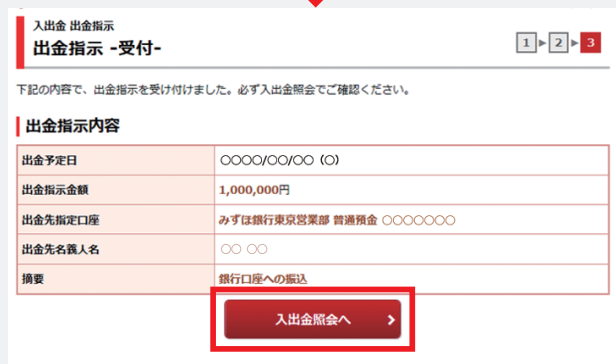 入出金 出金指示
出金指示 -受付-
1 ▶ 2 ▶ 3
下記の内容で、出金指示を受け付けました。必ず入出金照会でご確認ください。
出金指示内容
出金予定日 ○○○○/○○/○○ (○)
出金指示金額 1,000,000円
出金先指定口座 みずほ銀行東京営業部 普通預金 ○○○○○○○
出金先名義人名 ○○ ○○
摘要 銀行口座への振込
入出金照会へ